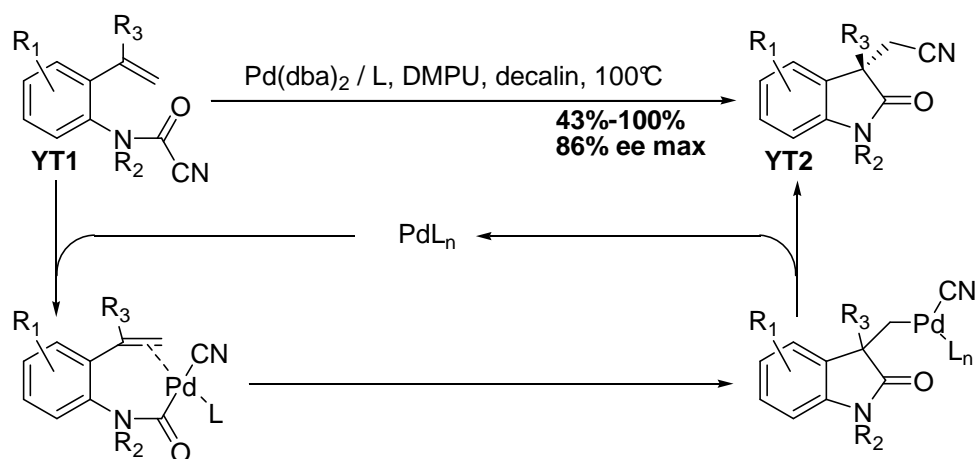 R1
R3
N
R2
O
CN
YT1
Pd(dba)2 / L, DMPU, decalin, 100℃
43%-100%
86% ee max
R1
R3
CN
O
N
R2
YT2
PdLn
R1
R3
CN
Pd
L
N
R2
O
R1
R3
CN
Pd
Ln
O
N
R2